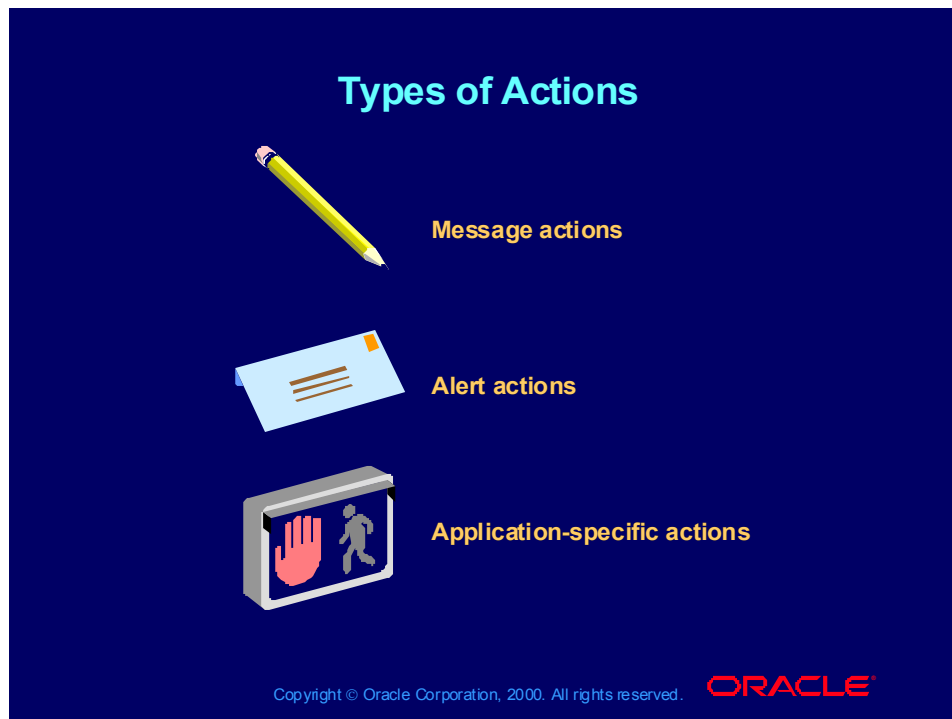 Types of Actions
Message actions
Alert actions
Application-specific actions
Copyright © Oracle Corporation, 2000. All rights reserved.
ORACLE®